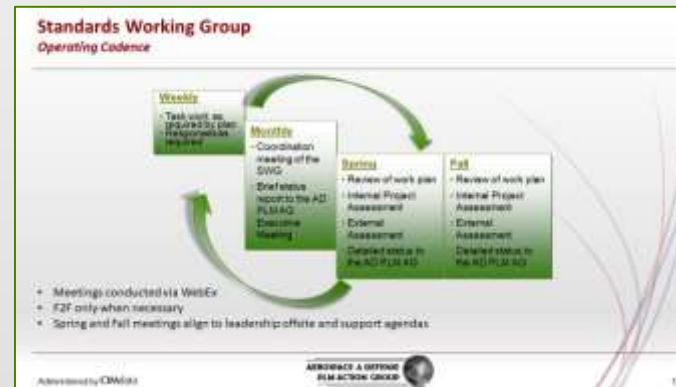 Standards Working Group
Operating Cadence
Weekly
- Task work as
required by plan
required
Monthly
- Coordination
meeting of the
SWG
- Brief status
report to the AD
PLM AG
Executive
Meeting
Spring
- Review of work plan
- Internal Project
Assessment
- External
Assessment
- Detailed status to
the AD PLM AG
Fall
- Review of work plan
- Internal Project
Assessment
- External
Assessment
- Detailed status to
the AD PLM AG
• Meetings conducted via WebEx
• F2F only when necessary
• Spring and Fall meetings align to leadership offsite and support agendas
Administered by CIMdata
AEROSPACE & DEFENSE
PLM ACTION GROUP